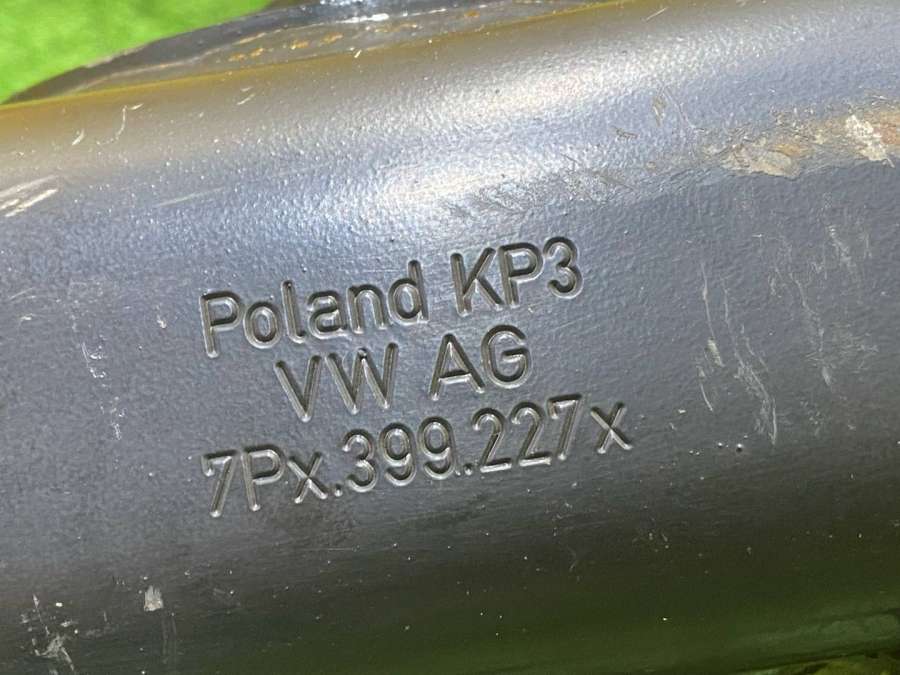 Poland KP3
VW AG
7Px.399.227x